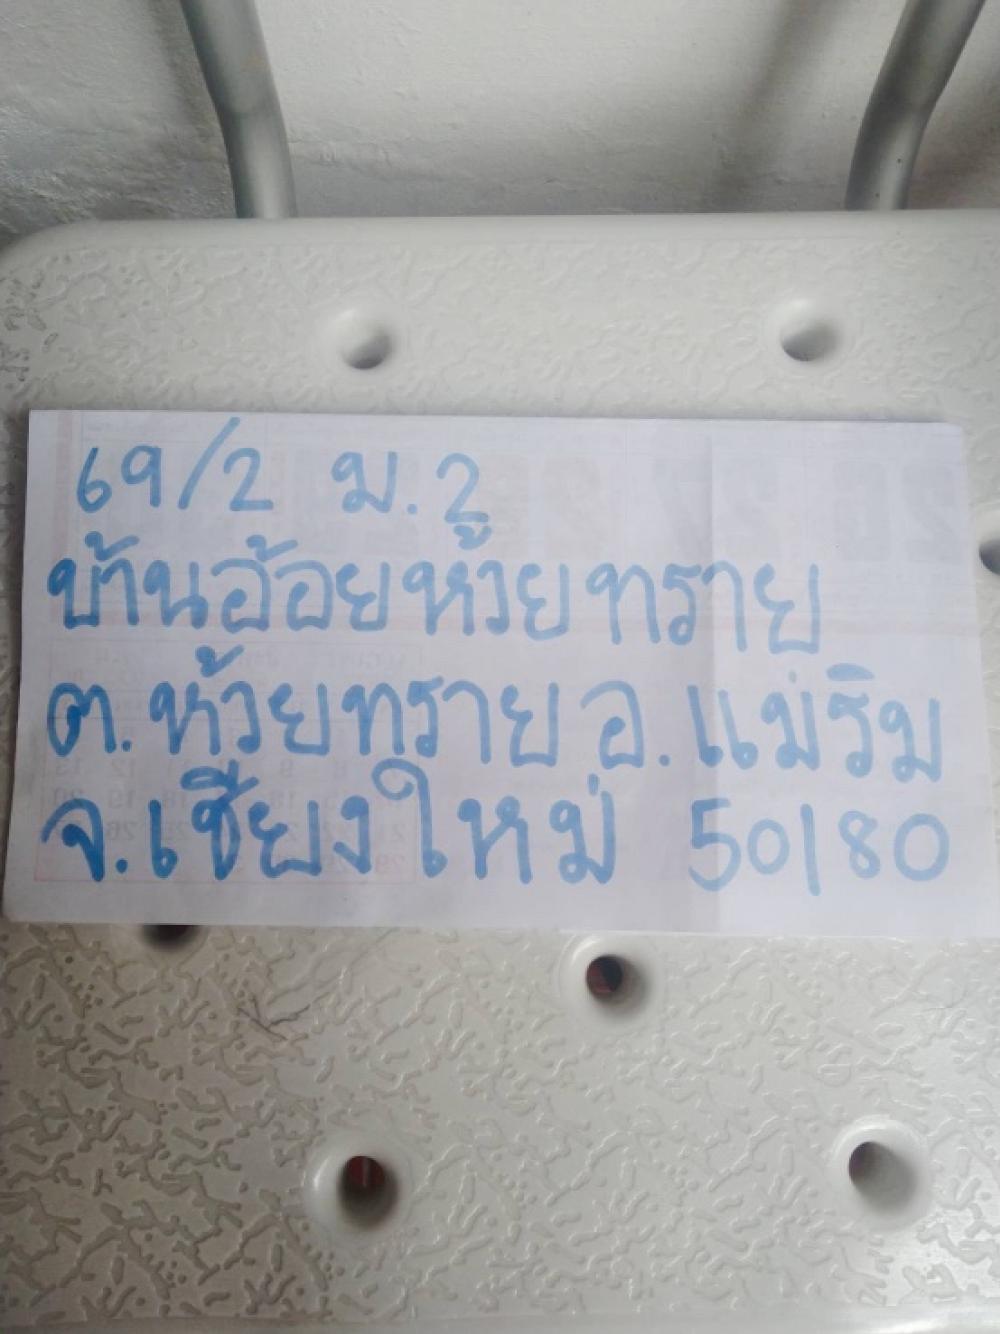 69/2 ม.2
บ้านอ้อยห้วยทราย
ต.ห้วยทราย อ.แม่ริม
จ.เชียงใหม่ 50180